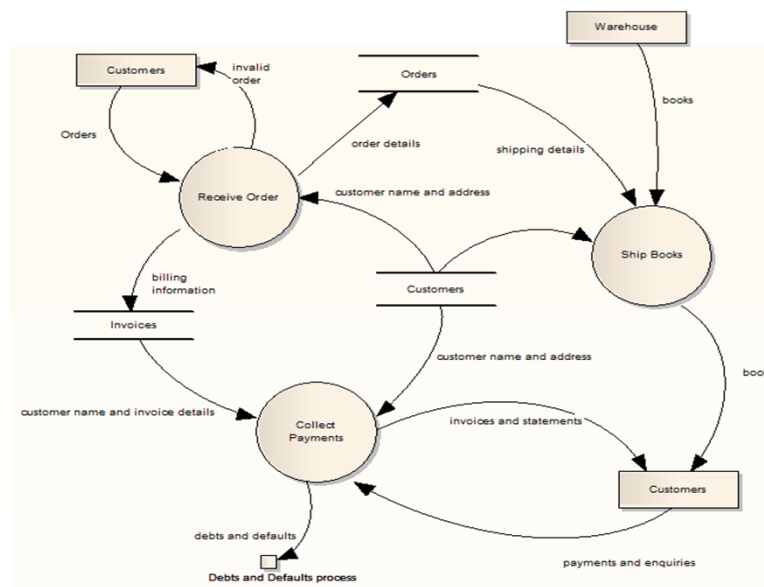 Warehouse
Customers
invalid
order
Orders
books
Orders
order details
shipping details
Receive Order
customer name and address
Ship Books
billing
information
Customers
Invoices
customer name and address
customer name and invoice details
Collect
Payments
invoices and statements
Customers
debts and defaults
payments and enquiries
Debts and Defaults process